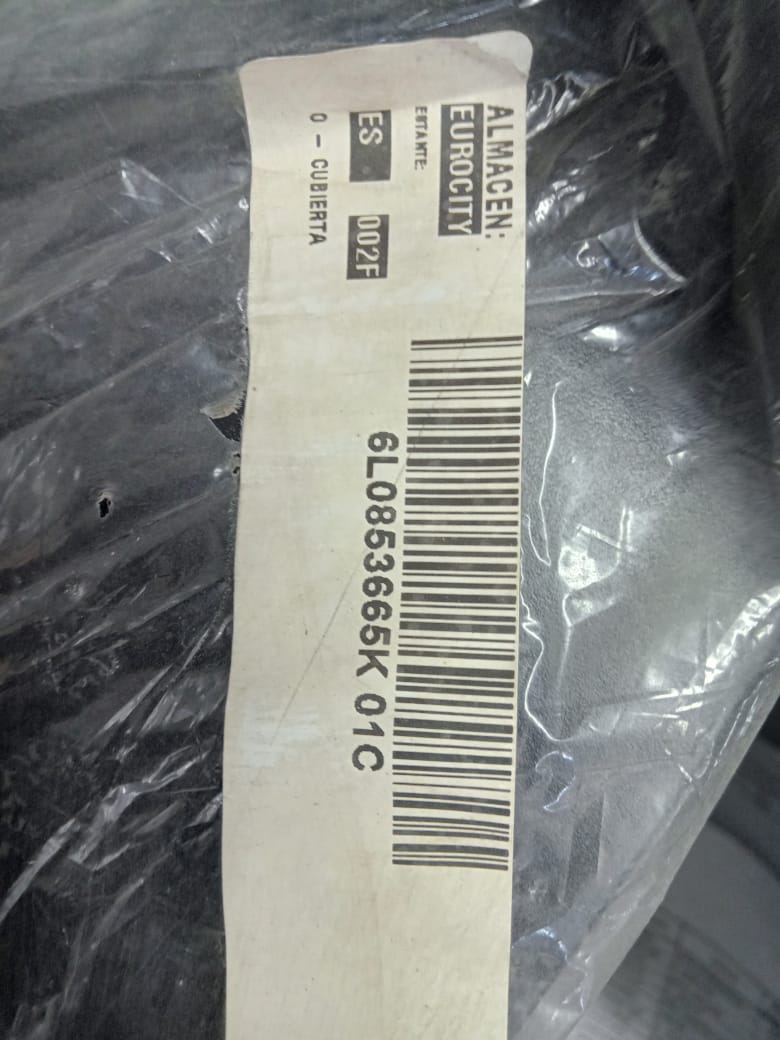 ALMACEN:
EUROCITY
ESTANTE:
ES 002F
0 - CUBIERTA
6L0853665K 01C